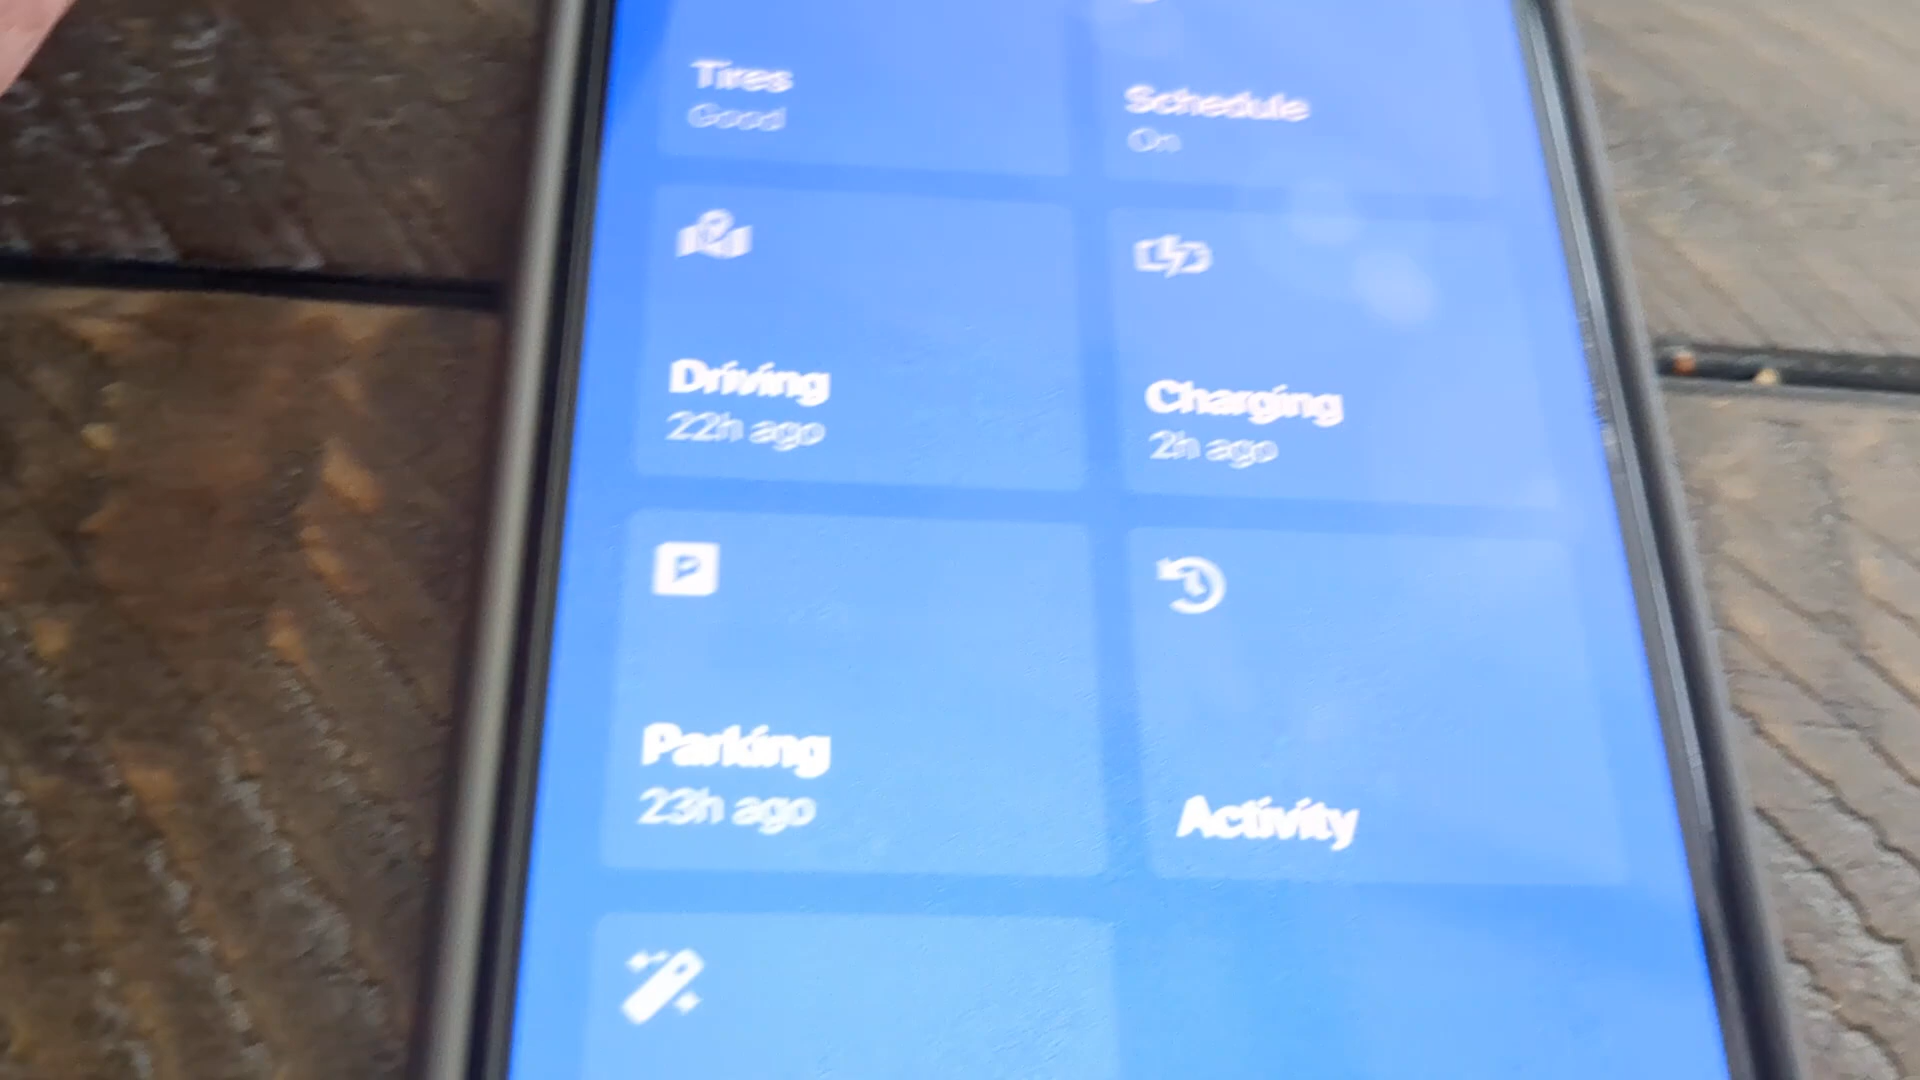 Tires
Good
Schedule
On
Driving
22h ago
Charging
2h ago
P
Parking
23h ago
Activity